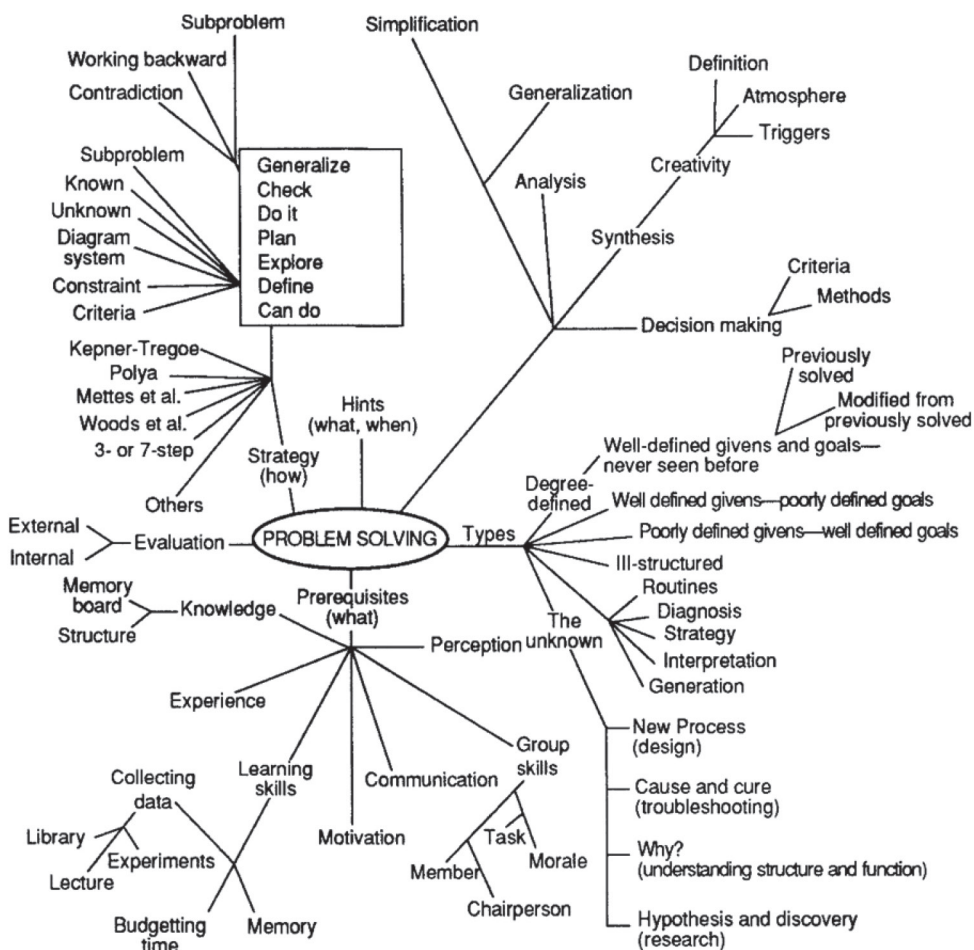 Subproblem
Simplification
Working backward
Definition
Contradiction
Generalization
Atmosphere
Triggers
Subproblem
Generalize
Creativity
Known
Check
Analysis
Unknown
Do it
Diagram
system
Plan
Synthesis
Explore
Criteria
Constraint
Define
Methods
Criteria
Can do
Decision making
Kepner-Tregoe
Previously
solved
Polya
Mettes et al.
Hints
(what, when)
Modified from
previously solved
Woods et al.
3- or 7-step
Strategy
(how)
Well-defined givens and goals—
never seen before
Degree-
defined
Others
Well defined givens—poorly defined goals
External
Evaluation
PROBLEM SOLVING
Types
Poorly defined givens—well defined goals
Internal
III-structured
Memory
board
Knowledge
Prerequisites
(what)
Routines
Structure
The
unknown
Diagnosis
Strategy
Perception
Interpretation
Experience
Generation
New Process
(design)
Group
skills
Learning
skills
Communication
Collecting
data
Cause and cure
(troubleshooting)
Library
Motivation
Task
Experiments
Morale
Lecture
Member
Why?
(understanding structure and function)
Chairperson
Budgetting
time
Memory
Hypothesis and discovery
(research)